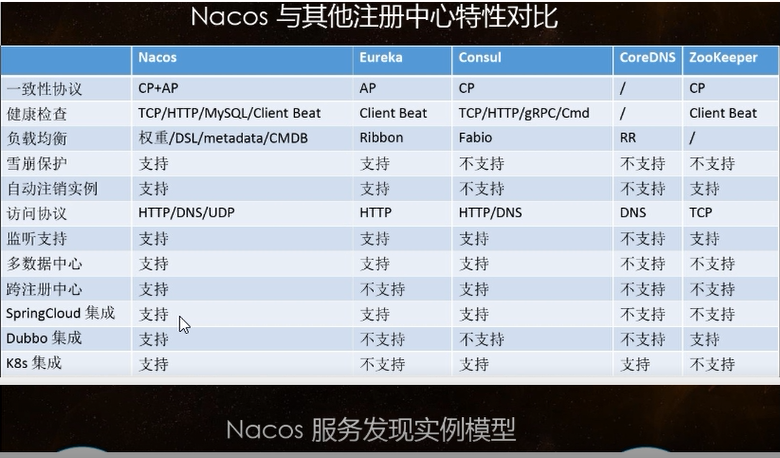 Nacos 与其他注册中心特性对比
Nacos Eureka Consul CoreDNS ZooKeeper
一致性协议 CP+AP AP CP / CP
健康检查 TCP/HTTP/MySQL/Client Beat Client Beat TCP/HTTP/gRPC/Cmd / Client Beat
负载均衡 权重/DSL/metadata/CMDB Ribbon Fabio RR /
雪崩保护 支持 支持 不支持 不支持 不支持
自动注销实例 支持 支持 不支持 不支持 支持
访问协议 HTTP/DNS/UDP HTTP HTTP/DNS DNS TCP
监听支持 支持 支持 支持 不支持 支持
多数据中心 支持 支持 支持 不支持 不支持
跨注册中心 支持 不支持 支持 不支持 不支持
SpringCloud 集成 支持 支持 支持 不支持 不支持
Dubbo 集成 支持 不支持 不支持 不支持 支持
K8s 集成 支持 不支持 支持 支持 不支持
Nacos 服务发现实例模型